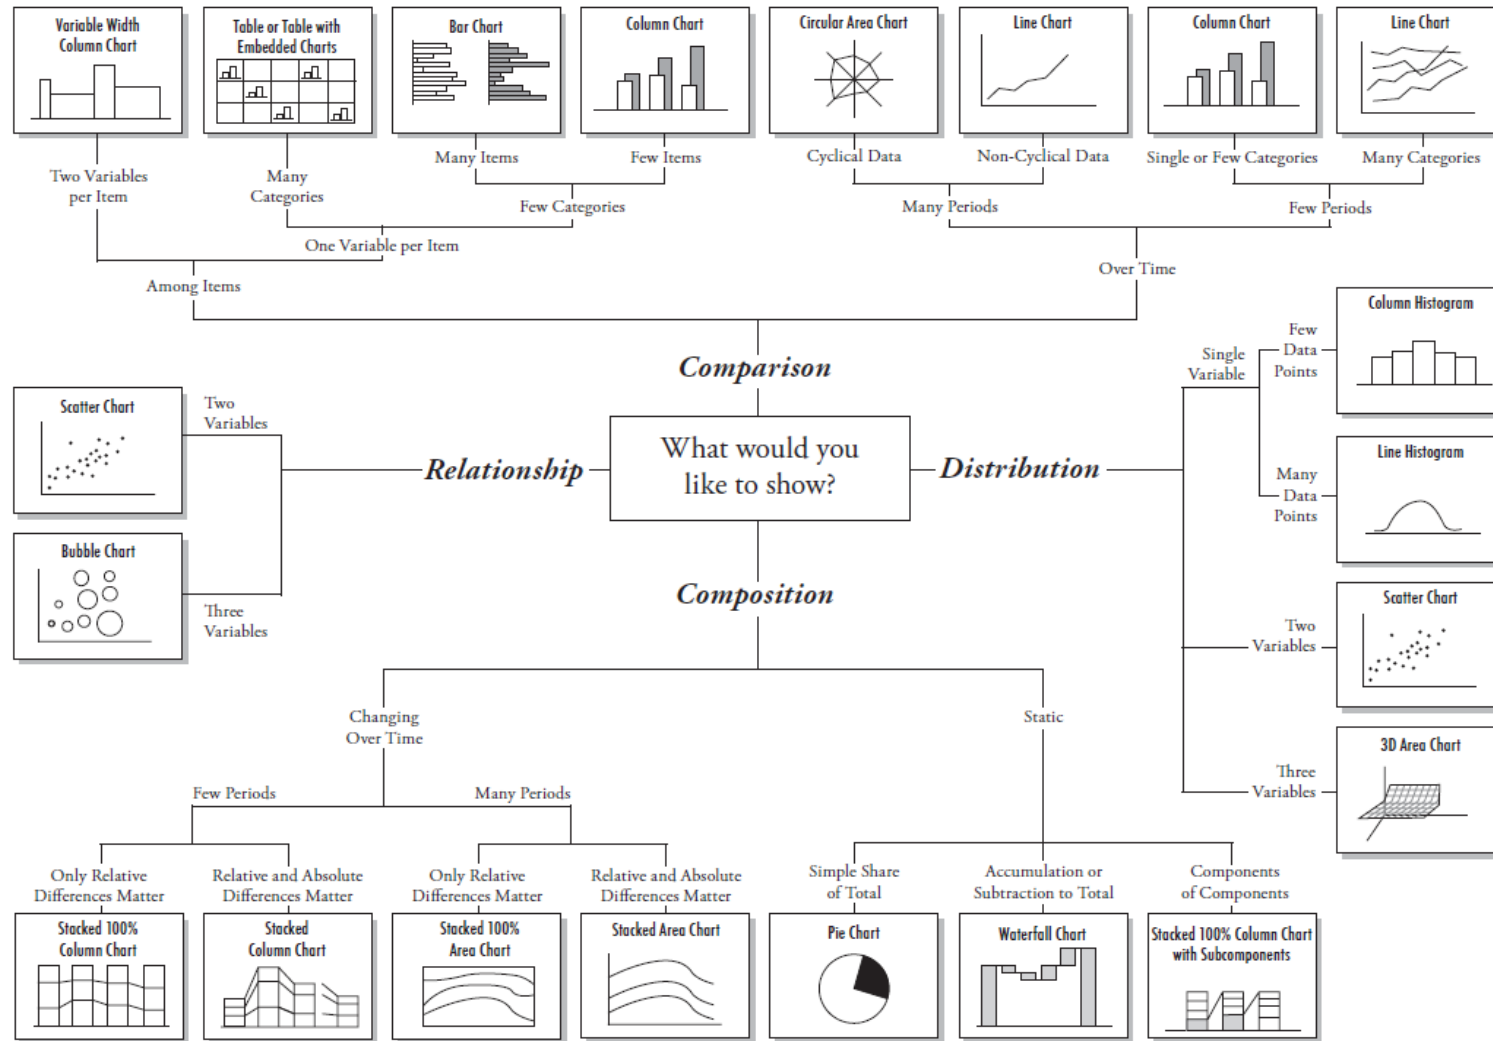 Variable Width
Column Chart
Table or Table with
Embedded Charts
Bar Chart
Column Chart
Circular Area Chart
Line Chart
Column Chart
Line Chart
Two Variables
per Item
Many
Categories
Many Items
Few Items
Cyclical Data
Non-Cyclical Data
Single or Few Categories
Many Categories
Few Categories
Many Periods
Few Periods
One Variable per Item
Among Items
Over Time
Comparison
What would you
like to show?
Relationship
Two
Variables
Scatter Chart
Three
Variables
Bubble Chart
Distribution
Single
Variable
Few
Data
Points
Column Histogram
Many
Data
Points
Line Histogram
Two
Variables
Scatter Chart
Three
Variables
3D Area Chart
Composition
Changing
Over Time
Static
Few Periods
Many Periods
Only Relative
Differences Matter
Relative and Absolute
Differences Matter
Only Relative
Differences Matter
Relative and Absolute
Differences Matter
Simple Share
of Total
Accumulation or
Subtraction to Total
Components
of Components
Stacked 100%
Column Chart
Stacked
Column Chart
Stacked 100%
Area Chart
Stacked Area Chart
Pie Chart
Waterfall Chart
Stacked 100% Column Chart
with Subcomponents